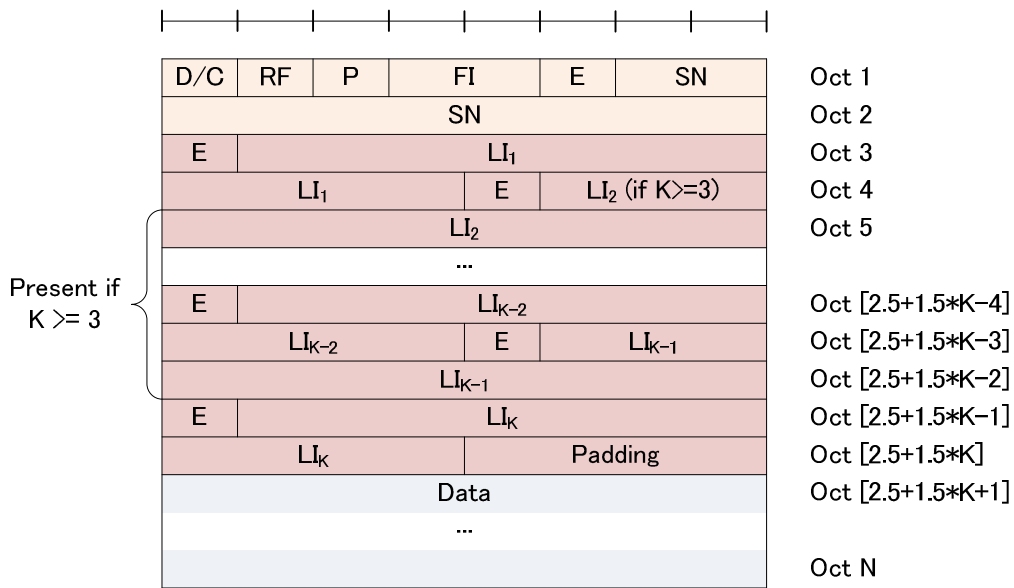 D/C RF P FI E SN Oct 1
SN Oct 2
E LI1 Oct 3
LI1 E LI2 (if K>=3) Oct 4
LI2 Oct 5
...
Present if
K >= 3
E LIK-2 Oct [2.5+1.5*K-4]
LIK-2 E LIK-1 Oct [2.5+1.5*K-3]
LIK-1 Oct [2.5+1.5*K-2]
E LIK Oct [2.5+1.5*K-1]
LIK Padding Oct [2.5+1.5*K]
Data Oct [2.5+1.5*K+1]
...
Oct N